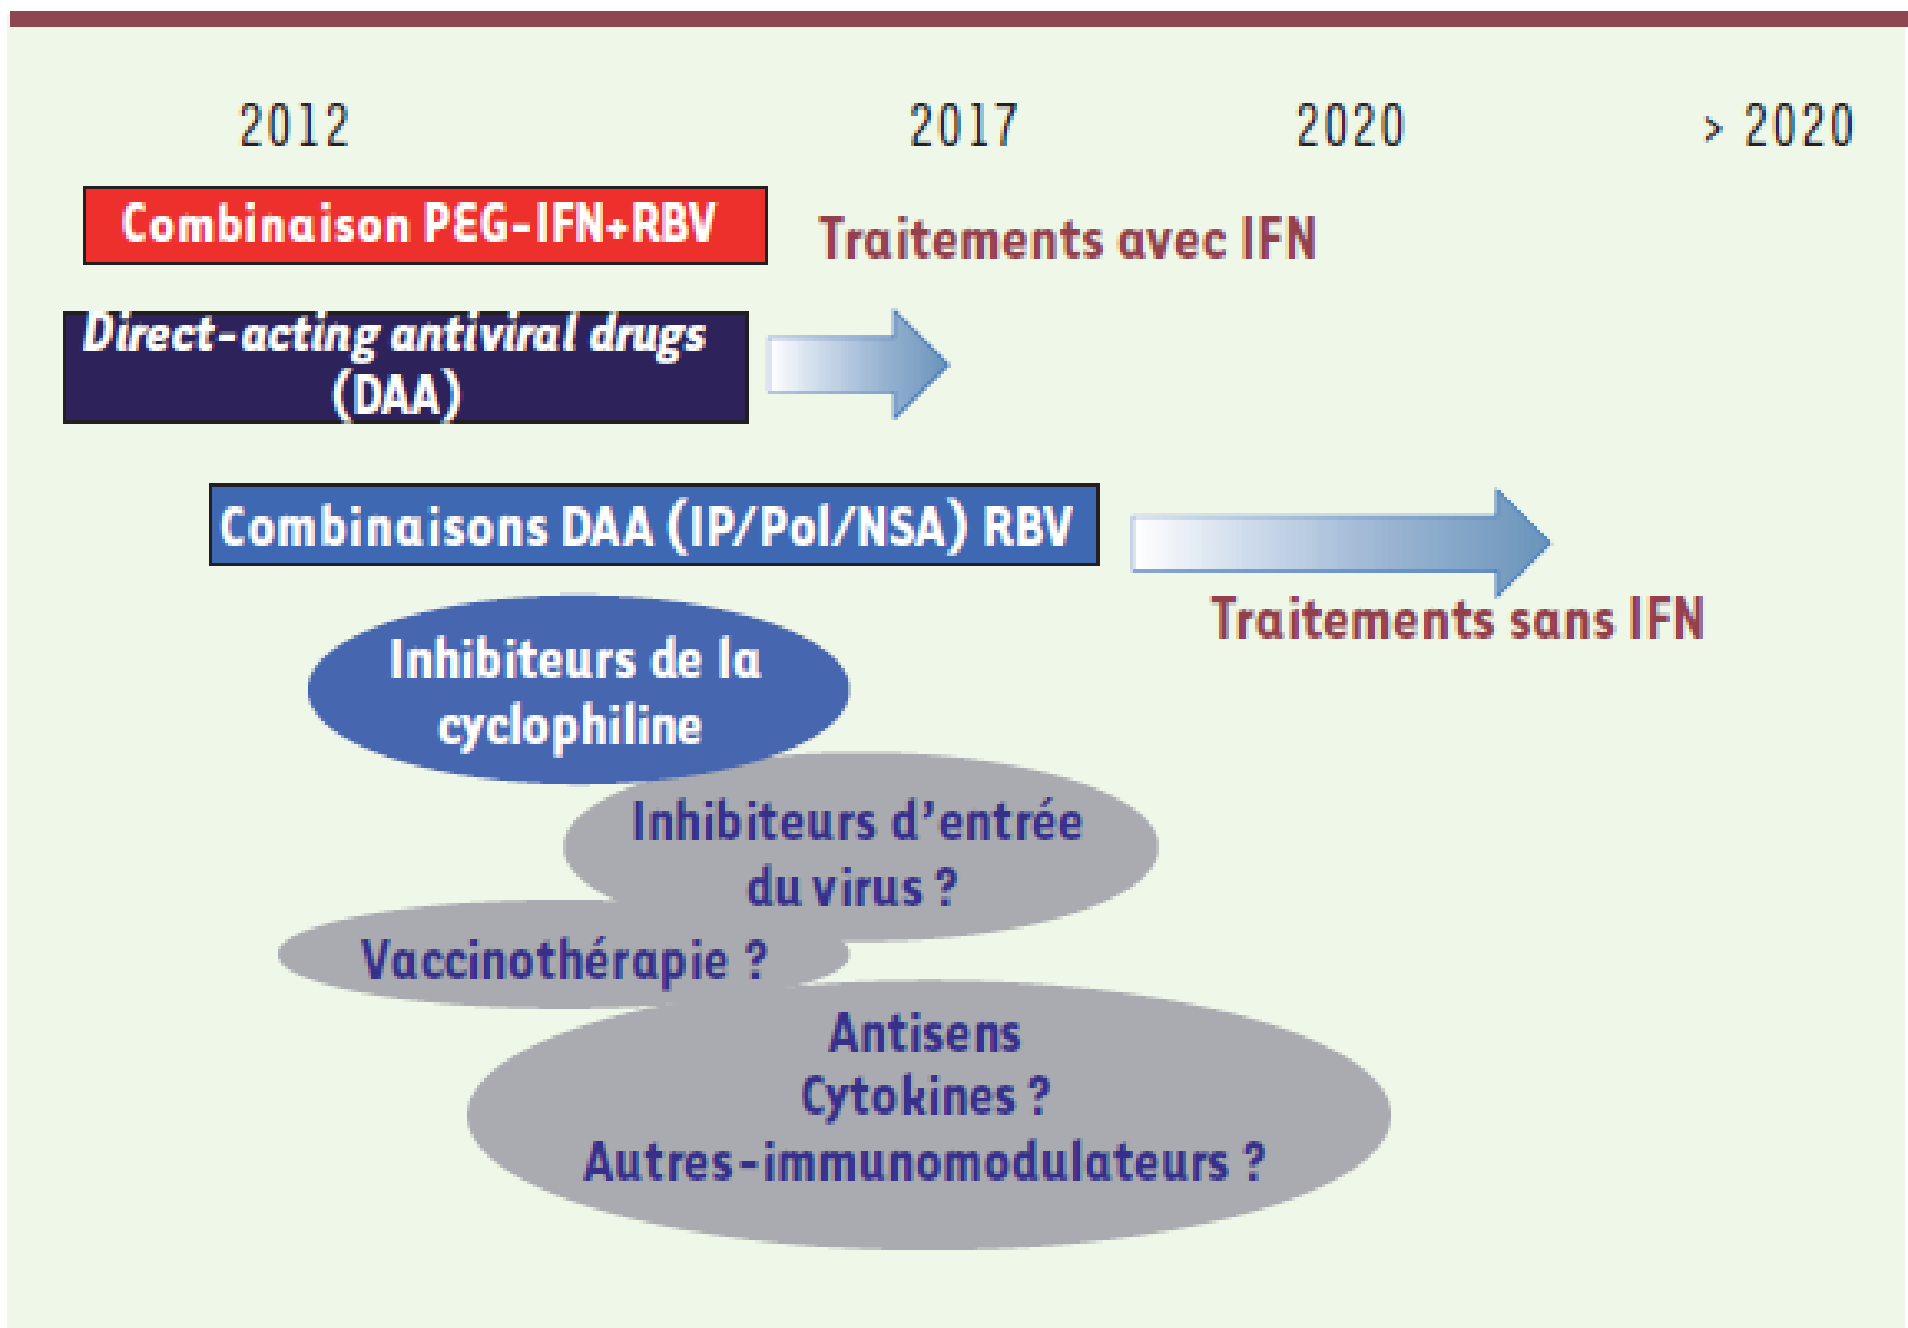 2012 2017 2020 > 2020
Combinaison PEG-IFN+RBV
Traitements avec IFN
Direct-acting antiviral drugs
(DAA)
Combinaisons DAA (IP/Pol/NSA) RBV
Traitements sans IFN
Inhibiteurs de la
cyclophiline
Inhibiteurs d’entrée
du virus ?
Vaccinothérapie ?
Antisens
Cytokines ?
Autres-immunomodulateurs ?